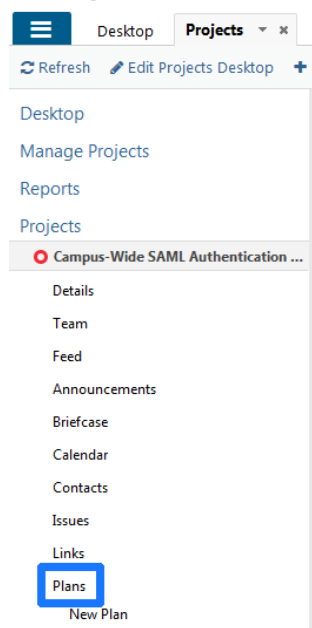 Desktop Projects
Refresh Edit Projects Desktop
Desktop
Manage Projects
Reports
Projects
Campus-Wide SAML Authentication ...
Details
Team
Feed
Announcements
Briefcase
Calendar
Contacts
Issues
Links
Plans
New Plan